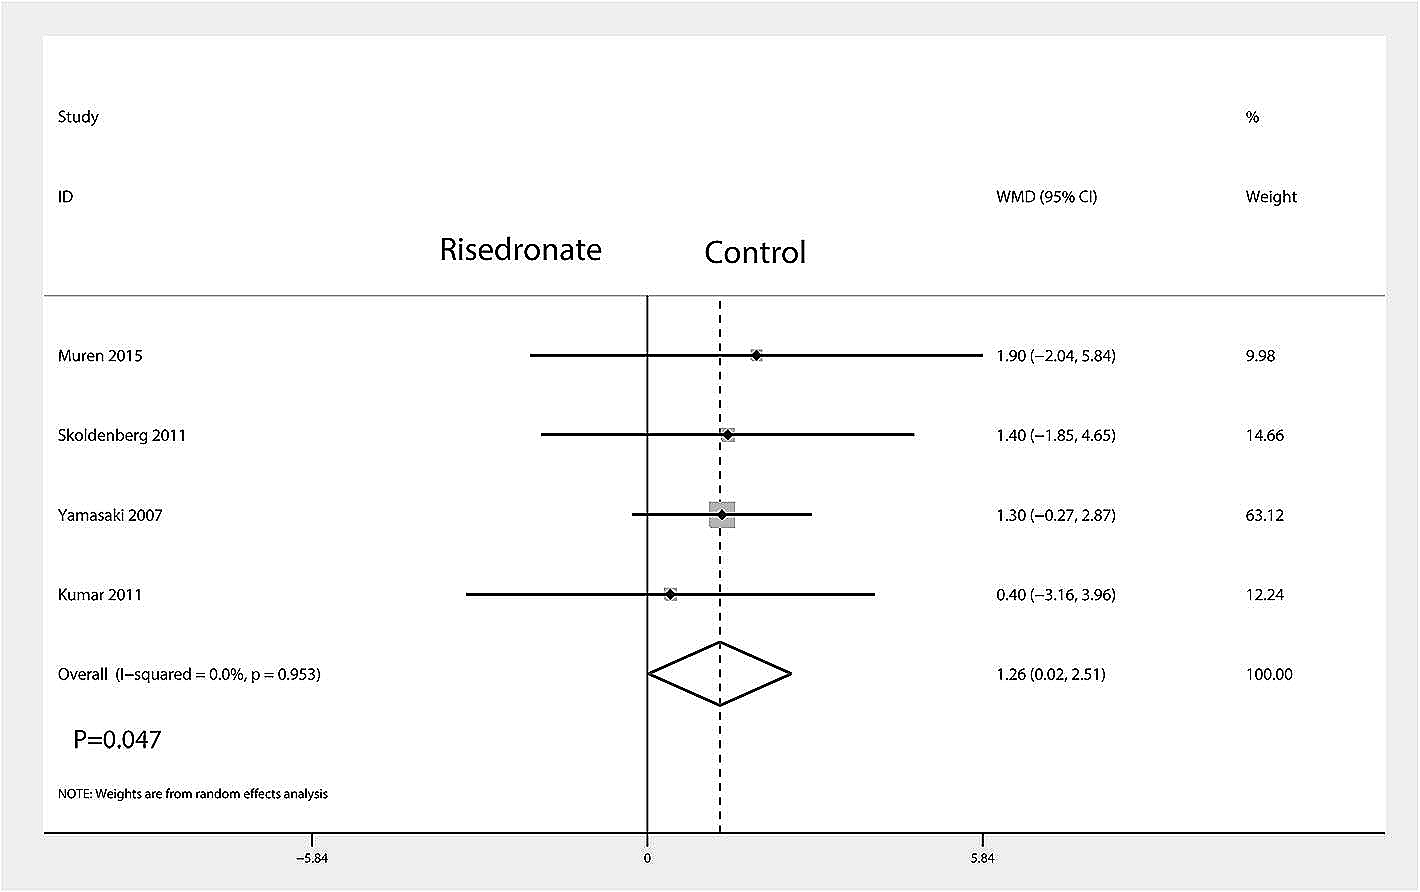 Study %
ID WMD (95% CI) Weight
Risedronate Control
Muren 2015 1.90 (−2.04, 5.84) 9.98
Skoldenberg 2011 1.40 (−1.85, 4.65) 14.66
Yamasaki 2007 1.30 (−0.27, 2.87) 63.12
Kumar 2011 0.40 (−3.16, 3.96) 12.24
Overall (I−squared = 0.0%, p = 0.953) 1.26 (0.02, 2.51) 100.00
P=0.047
NOTE: Weights are from random effects analysis
−5.84 0 5.84